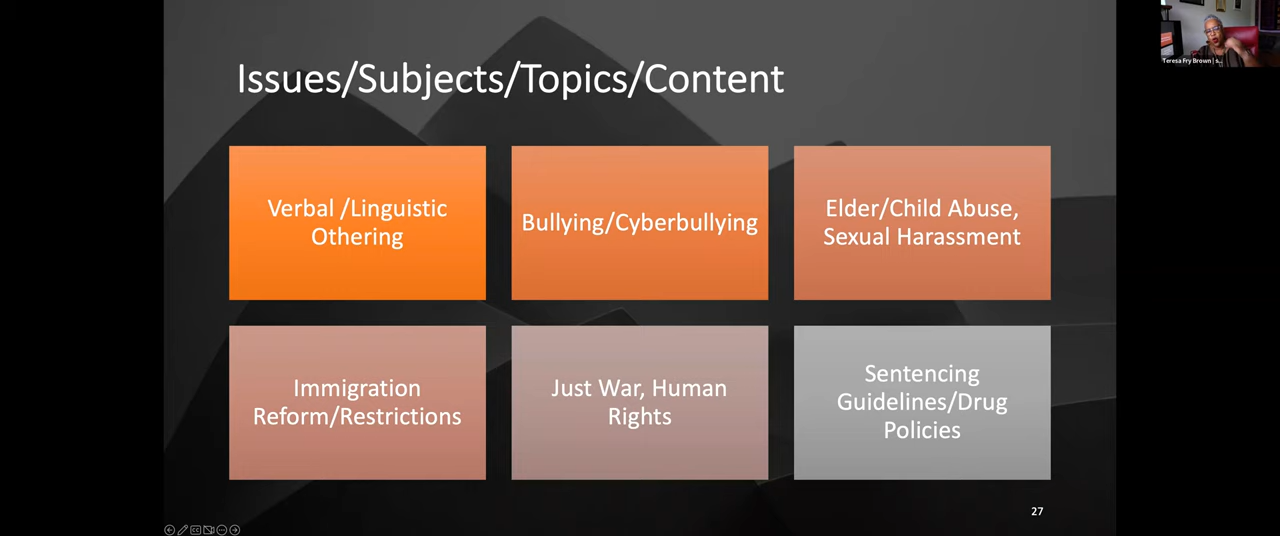 Issues/Subjects/Topics/Content
Verbal /Linguistic
Othering
Bullying/Cyberbullying
Elder/Child Abuse,
Sexual Harassment
Immigration
Reform/Restrictions
Just War, Human
Rights
Sentencing
Guidelines/Drug
Policies
27
Teresa Fry Brown | s...